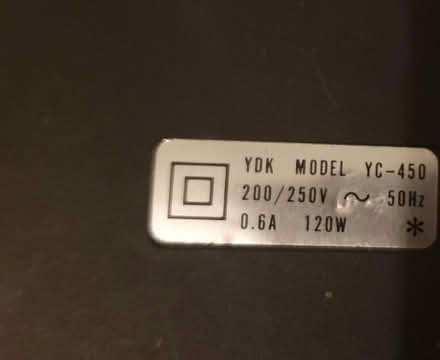 YDK MODEL YC-450
200/250V ~ 50Hz
0.6A 120W *